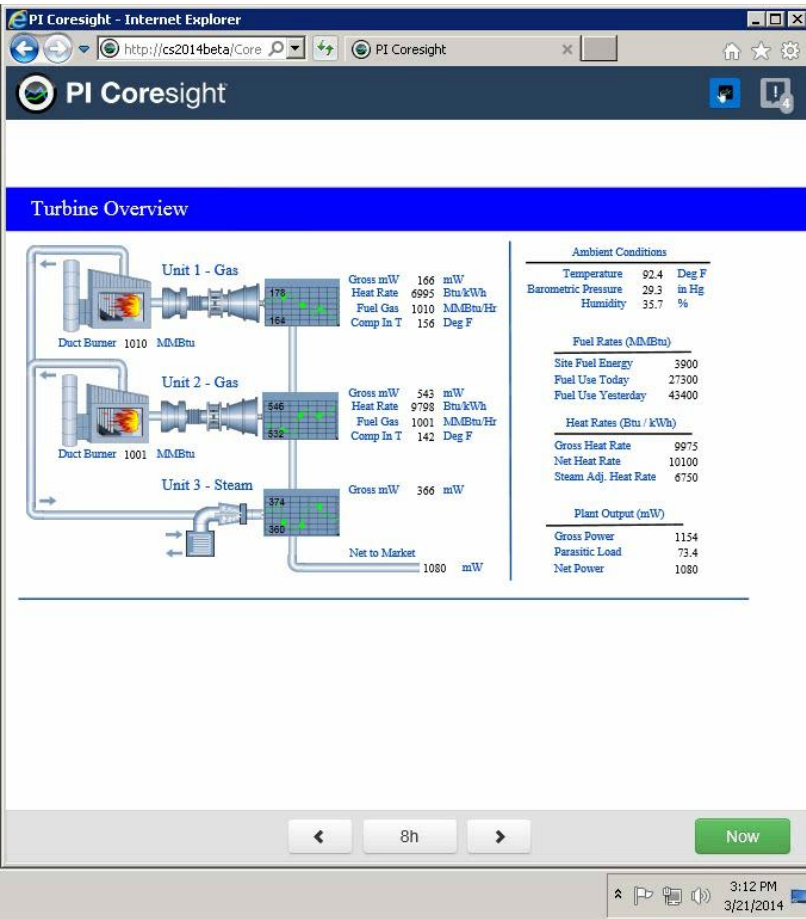 PI Coresight - Internet Explorer
http://cs2014beta/Core
PI Coresight
PI Coresight
4
Turbine Overview
Unit 1 - Gas
178
164
Gross mW 166 mW
Heat Rate 6995 Btu/kWh
Fuel Gas 1010 MMBtu/Hr
Comp In T 156 Deg F
Duct Burner 1010 MMBtu
Unit 2 - Gas
546
532
Gross mW 543 mW
Heat Rate 9798 Btu/kWh
Fuel Gas 1001 MMBtu/Hr
Comp In T 142 Deg F
Duct Burner 1001 MMBtu
Unit 3 - Steam
374
360
Gross mW 366 mW
Net to Market
1080 mW
Ambient Conditions
Temperature 92.4 Deg F
Barometric Pressure 29.3 in Hg
Humidity 35.7 %
Fuel Rates (MMBtu)
Site Fuel Energy 3900
Fuel Use Today 27300
Fuel Use Yesterday 43400
Heat Rates (Btu / kWh)
Gross Heat Rate 9975
Net Heat Rate 10100
Steam Adj. Heat Rate 6750
Plant Output (mW)
Gross Power 1154
Parasitic Load 73.4
Net Power 1080
8h
Now
3:12 PM
3/21/2014